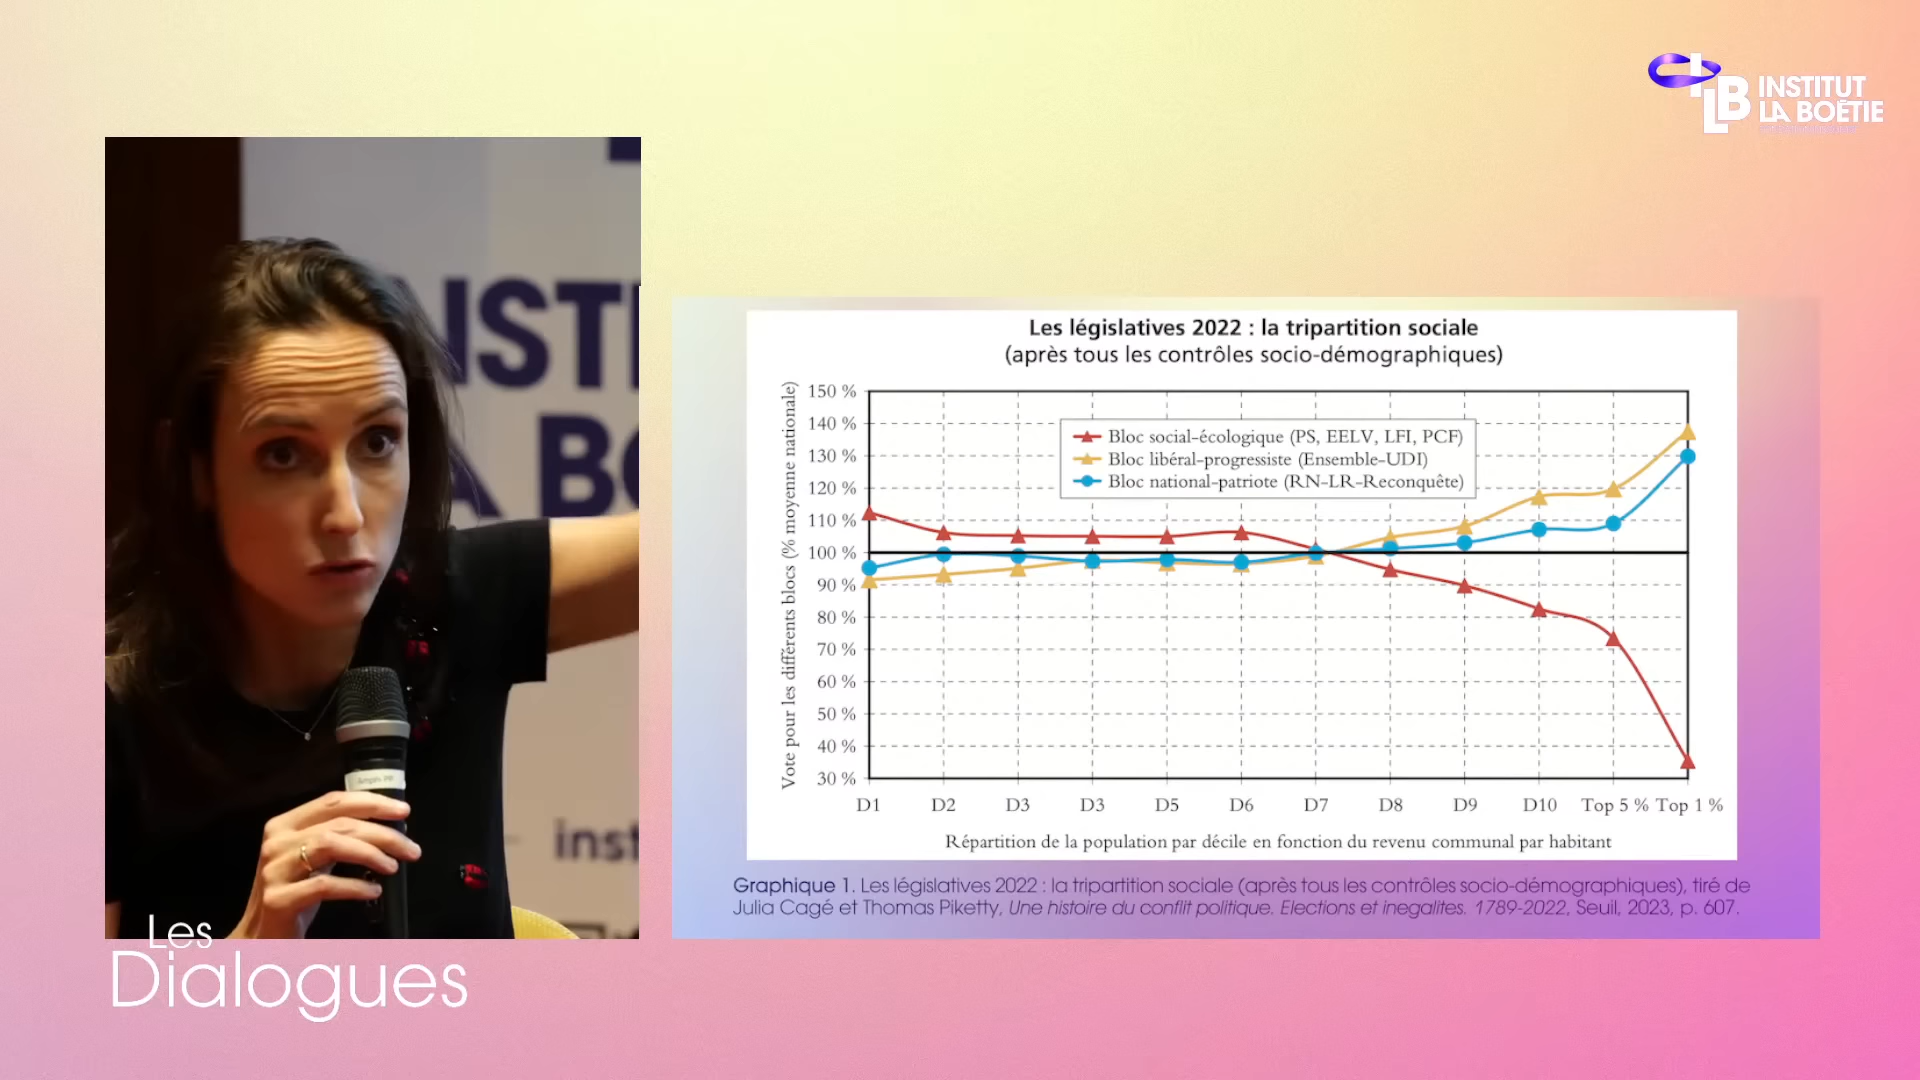 INSTITUT
LA BOÉTIE
ILB
NSTI
A BO
inst
Les
Dialogues
Les législatives 2022 : la tripartition sociale
(après tous les contrôles socio-démographiques)
Vote pour les différents blocs (% moyenne nationale)
150 %
140 %
130 %
120 %
110 %
100 %
90 %
80 %
70 %
60 %
50 %
40 %
30 %
Bloc social-écologique (PS, EELV, LFI, PCF)
Bloc libéral-progressiste (Ensemble-UDI)
Bloc national-patriote (RN-LR-Reconquête)
D1 D2 D3 D3 D5 D6 D7 D8 D9 D10 Top 5 % Top 1 %
Répartition de la population par décile en fonction du revenu communal par habitant
Graphique 1. Les législatives 2022 : la tripartition sociale (après tous les contrôles socio-démographiques), tiré de
Julia Cagé et Thomas Piketty, Une histoire du conflit politique. Elections et inegalites. 1789-2022, Seuil, 2023, p. 607.